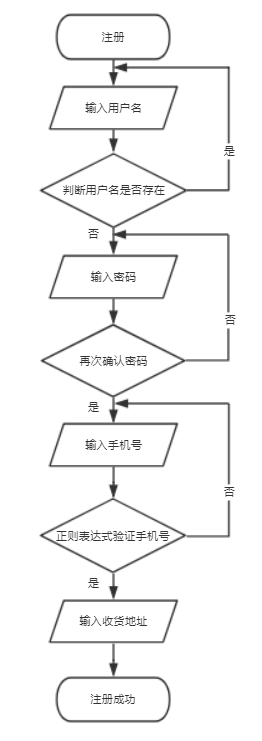 注册
输入用户名
是
判断用户名是否存在
否
输入密码
否
再次确认密码
是
输入手机号
否
正则表达式验证手机号
是
输入收货地址
注册成功